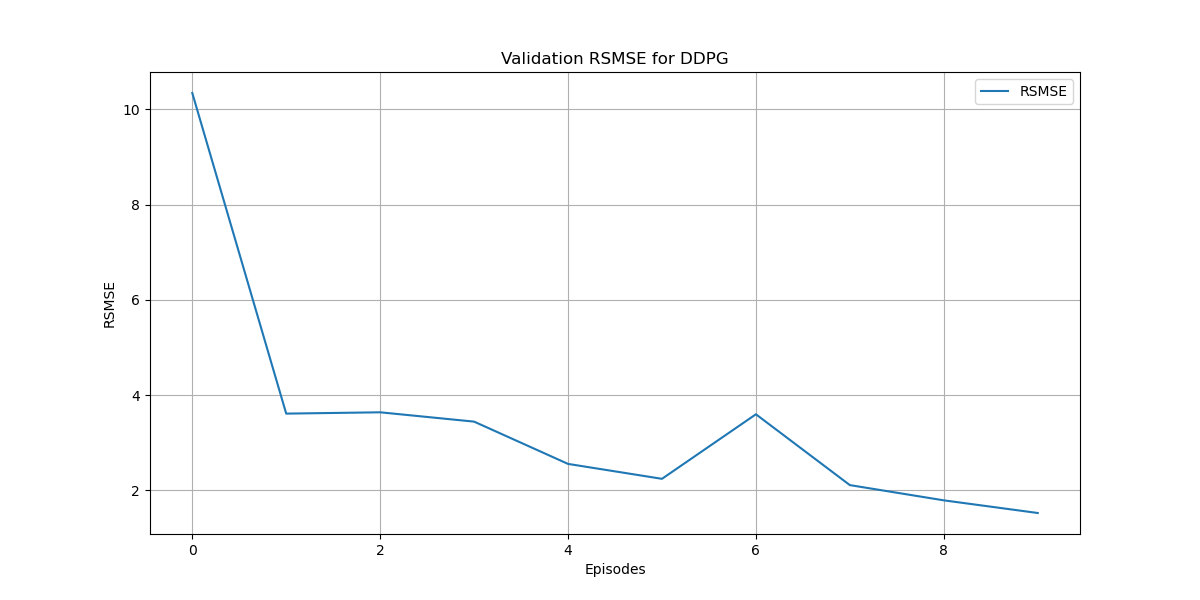 Validation RSMSE for DDPG
RSMSE
10
8
6
4
2
RSMSE
0 2 4 6 8
Episodes